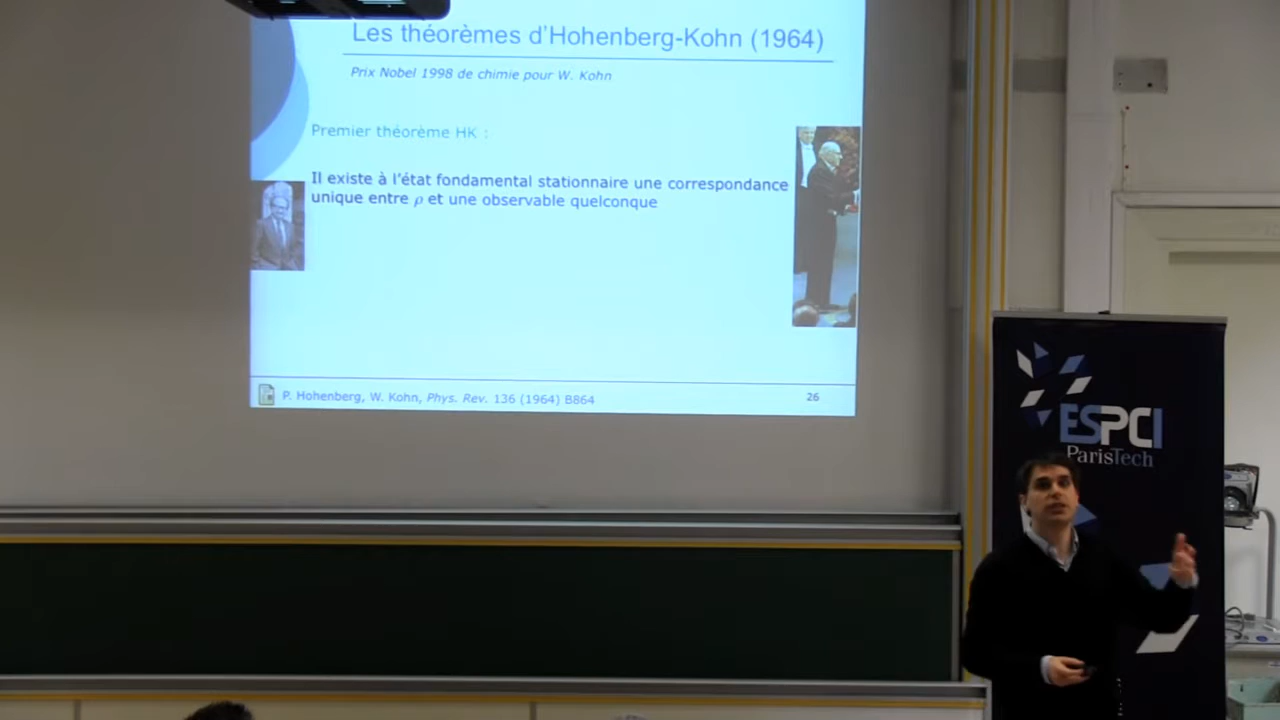 Les théorèmes d'Hohenberg-Kohn (1964)
Prix Nobel 1998 de chimie pour W. Kohn
Premier théorème HK :
Il existe à l'état fondamental stationnaire une correspondance
unique entre ρ et une observable quelconque
P. Hohenberg, W. Kohn, Phys. Rev. 136 (1964) B864
26
ESPCI
ParisTech